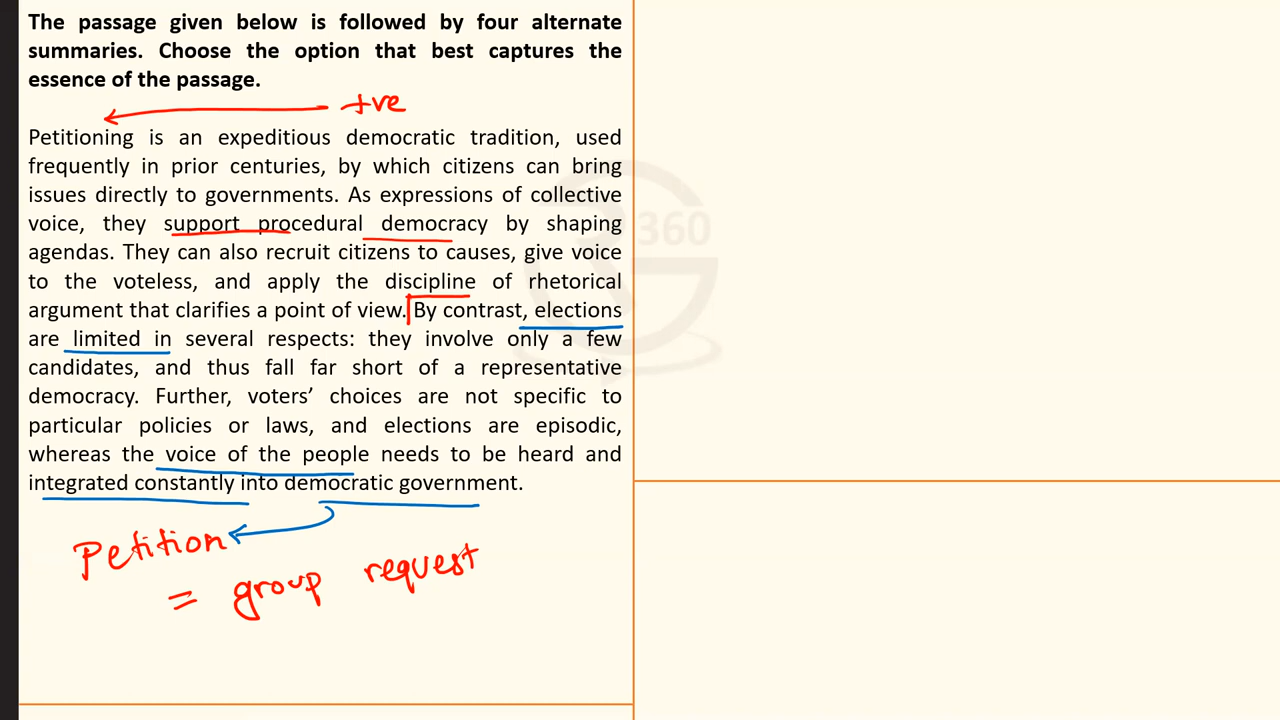 The passage given below is followed by four alternate
summaries. Choose the option that best captures the
essence of the passage.
+ve
Petitioning is an expeditious democratic tradition, used
frequently in prior centuries, by which citizens can bring
issues directly to governments. As expressions of collective
voice, they support procedural democracy by shaping
agendas. They can also recruit citizens to causes, give voice
to the voteless, and apply the discipline of rhetorical
argument that clarifies a point of view. By contrast, elections
are limited in several respects: they involve only a few
candidates, and thus fall far short of a representative
democracy. Further, voters’ choices are not specific to
particular policies or laws, and elections are episodic,
whereas the voice of the people needs to be heard and
integrated constantly into democratic government.
Petition
= group request
360